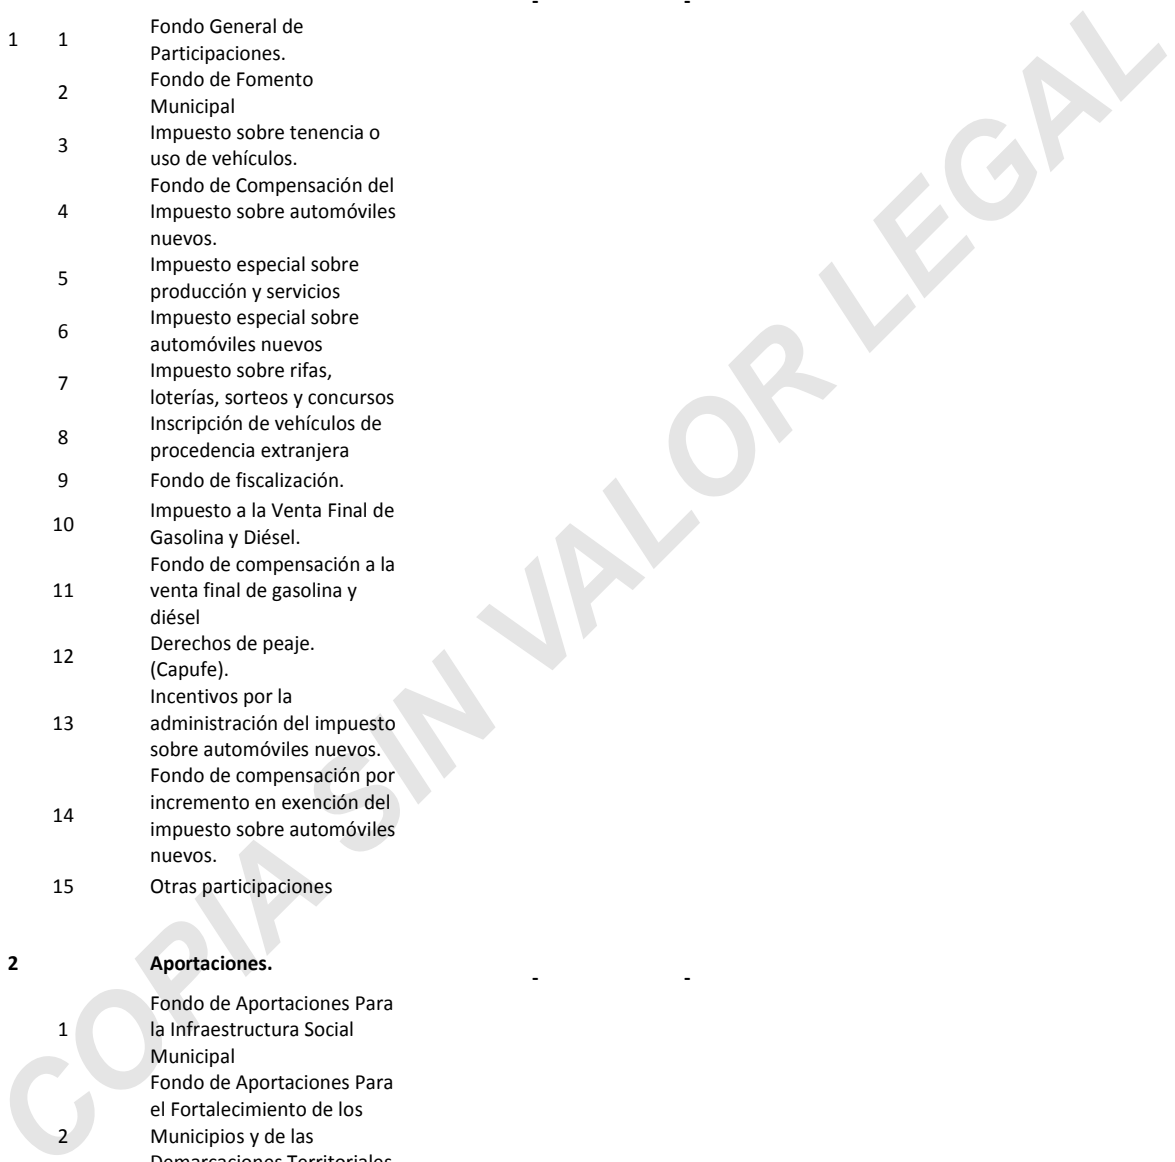 - -
1 1 Fondo General de
Participaciones.
2 Fondo de Fomento
Municipal
3 Impuesto sobre tenencia o
uso de vehículos.
Fondo de Compensación del
4 Impuesto sobre automóviles
nuevos.
5 Impuesto especial sobre
producción y servicios
6 Impuesto especial sobre
automóviles nuevos
7 Impuesto sobre rifas,
loterías, sorteos y concursos
8 Inscripción de vehículos de
procedencia extranjera
9 Fondo de fiscalización.
10 Impuesto a la Venta Final de
Gasolina y Diésel.
Fondo de compensación a la
11 venta final de gasolina y
diésel
12 Derechos de peaje.
(Capufe).
Incentivos por la
13 administración del impuesto
sobre automóviles nuevos.
Fondo de compensación por
14 incremento en exención del
impuesto sobre automóviles
nuevos.
15 Otras participaciones
2 Aportaciones. - -
Fondo de Aportaciones Para
1 la Infraestructura Social
Municipal
Fondo de Aportaciones Para
el Fortalecimiento de los
2 Municipios y de las
Demarcaciones Territoriales
COPIA SIN VALOR LEGAL